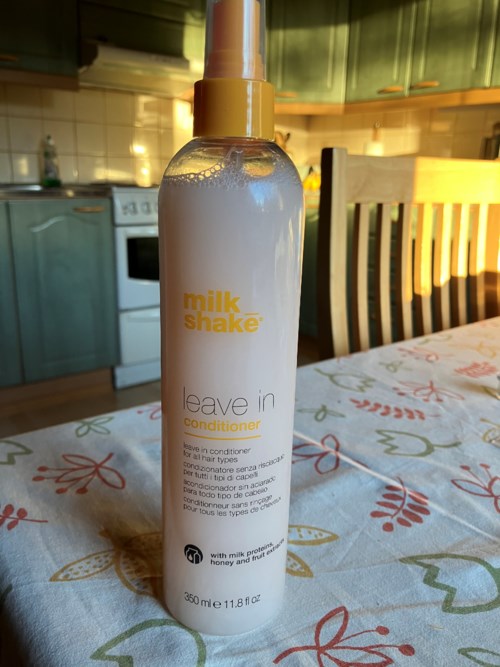 milk
shake®
leave in
conditioner
leave in conditioner
for all hair types
condizionatore senza risciacquo
per tutti i tipi di capelli
acondicionador sin aclarado
para todo tipo de cabello
conditionneur sans rinçage
pour tous les types de cheveux
with milk proteins,
honey and fruit extracts
350 ml e 11.8 fl oz